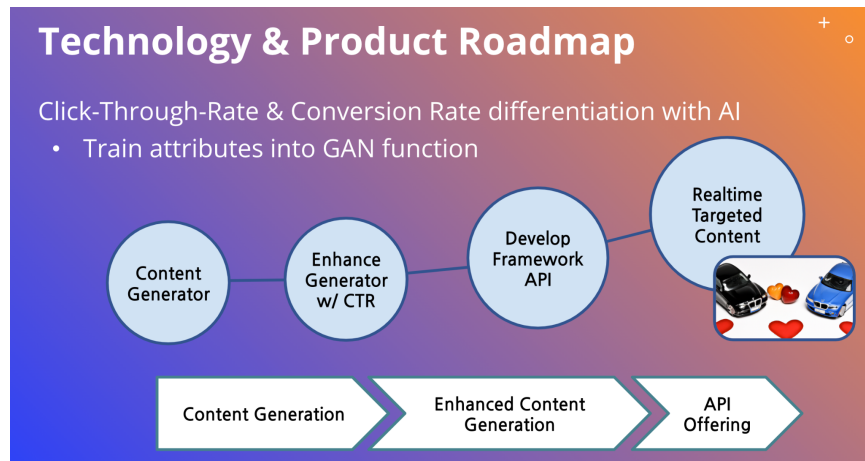 Technology & Product Roadmap
Click-Through-Rate & Conversion Rate differentiation with AI
• Train attributes into GAN function
Content
Generator
Enhance
Generator
w/ CTR
Develop
Framework
API
Realtime
Targeted
Content
Content Generation
Enhanced Content
Generation
API
Offering